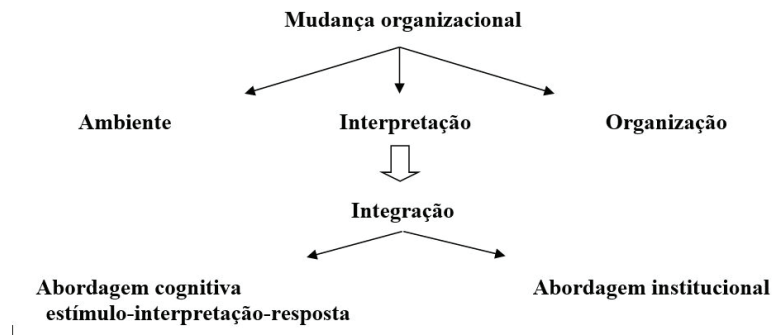 Mudança organizacional
Ambiente
Interpretação
Organização
Integração
Abordagem cognitiva
estímulo-interpretação-resposta
Abordagem institucional